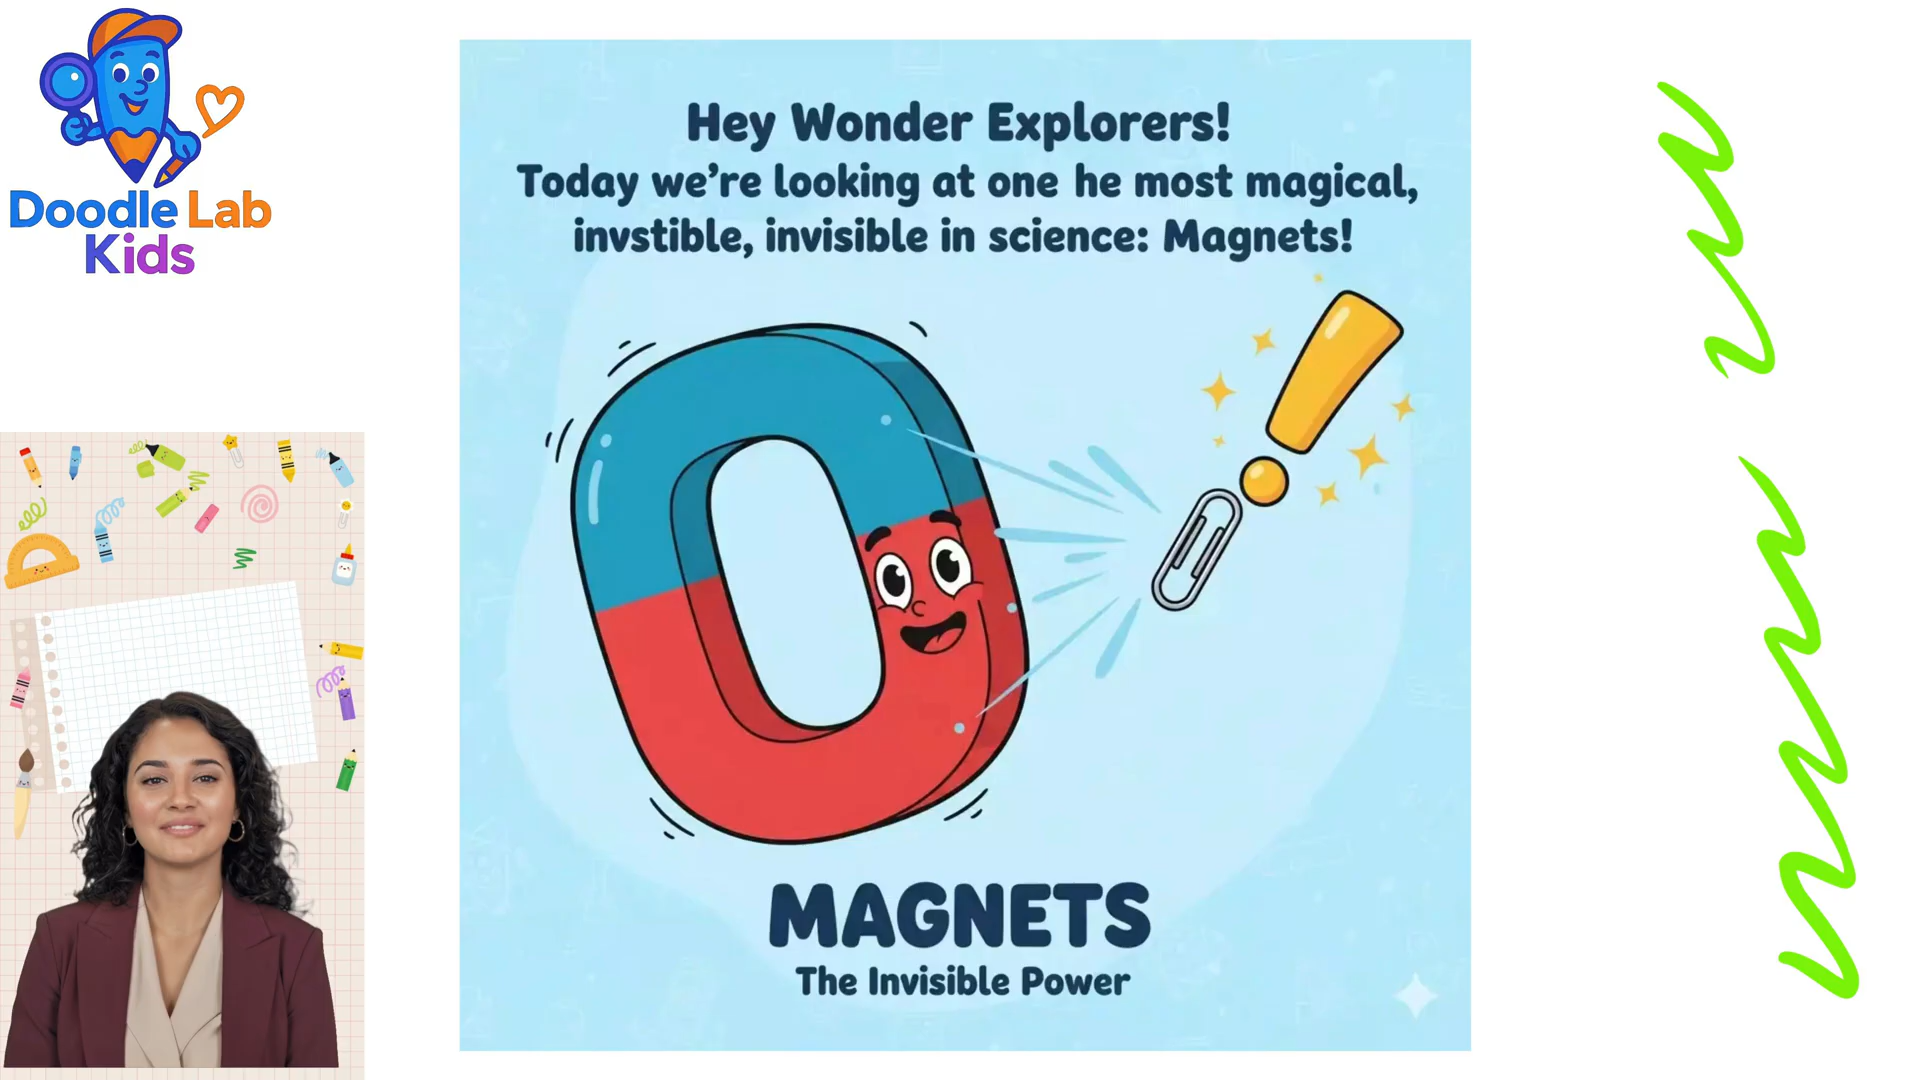 Doodle Lab
Kids
Hey Wonder Explorers!
Today we're looking at one he most magical,
invstible, invisible in science: Magnets!
MAGNETS
The Invisible Power